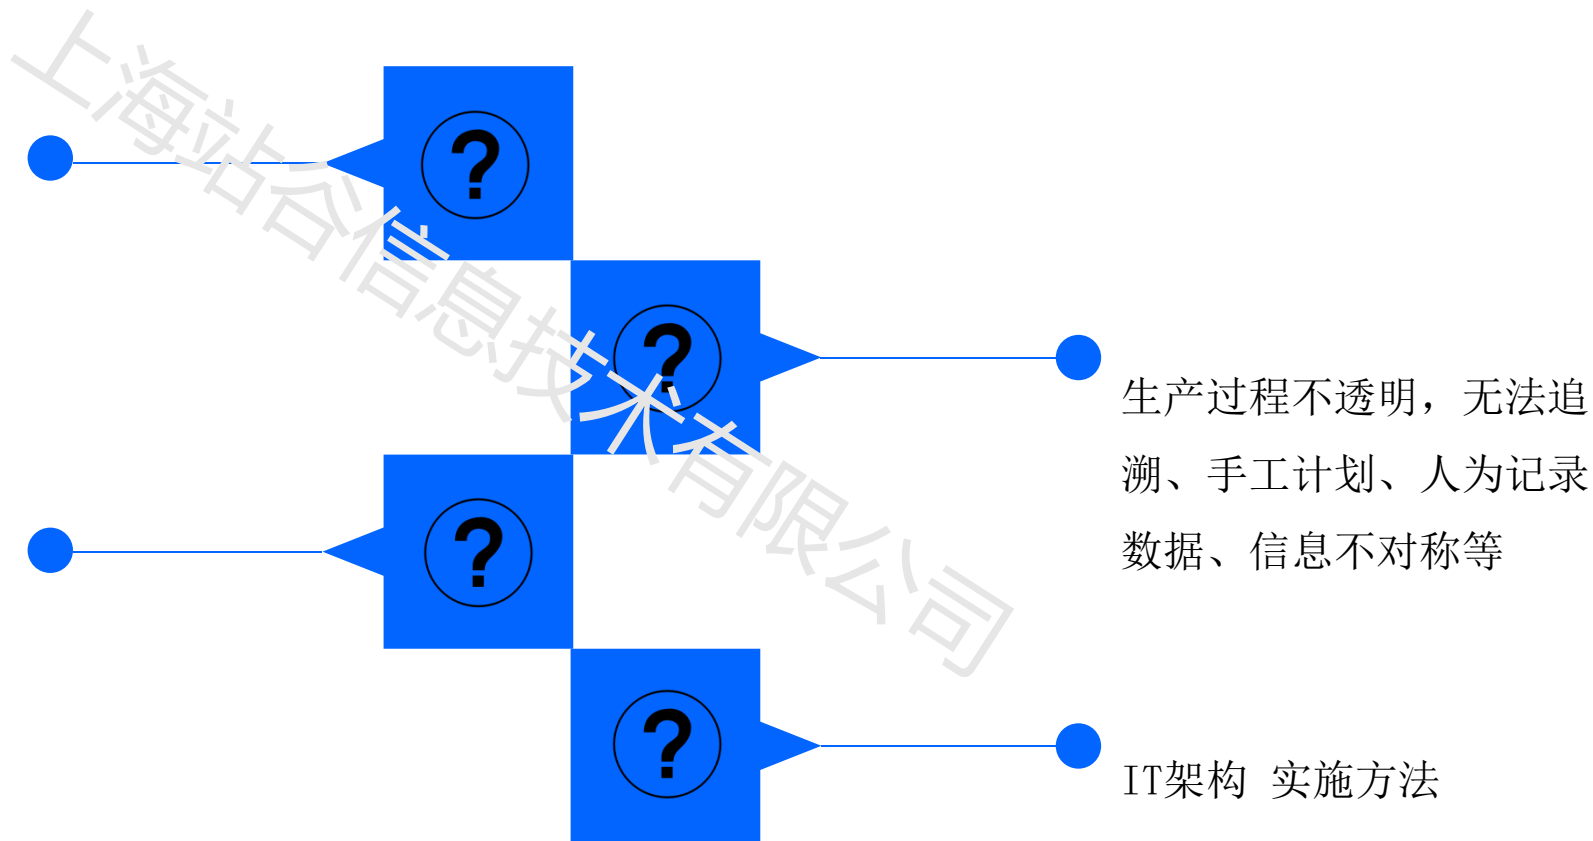 上海站谷信息技术有限公司
?
?
生产过程不透明，无法追
溯、手工计划、人为记录
数据、信息不对称等
?
?
IT架构 实施方法